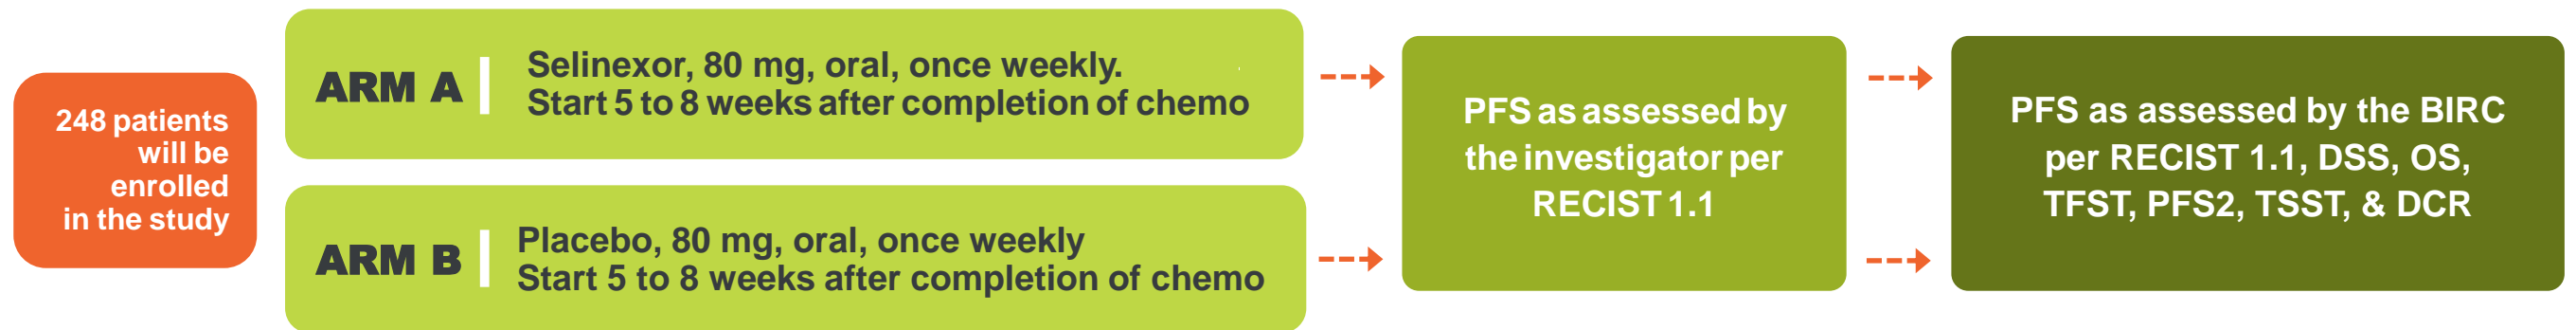 248 patients
will be
enrolled
in the study
ARM A
Selinexor, 80 mg, oral, once weekly.
Start 5 to 8 weeks after completion of chemo
ARM B
Placebo, 80 mg, oral, once weekly
Start 5 to 8 weeks after completion of chemo
PFS as assessed by
the investigator per
RECIST 1.1
PFS as assessed by the BIRC
per RECIST 1.1, DSS, OS,
TFST, PFS2, TSST, & DCR